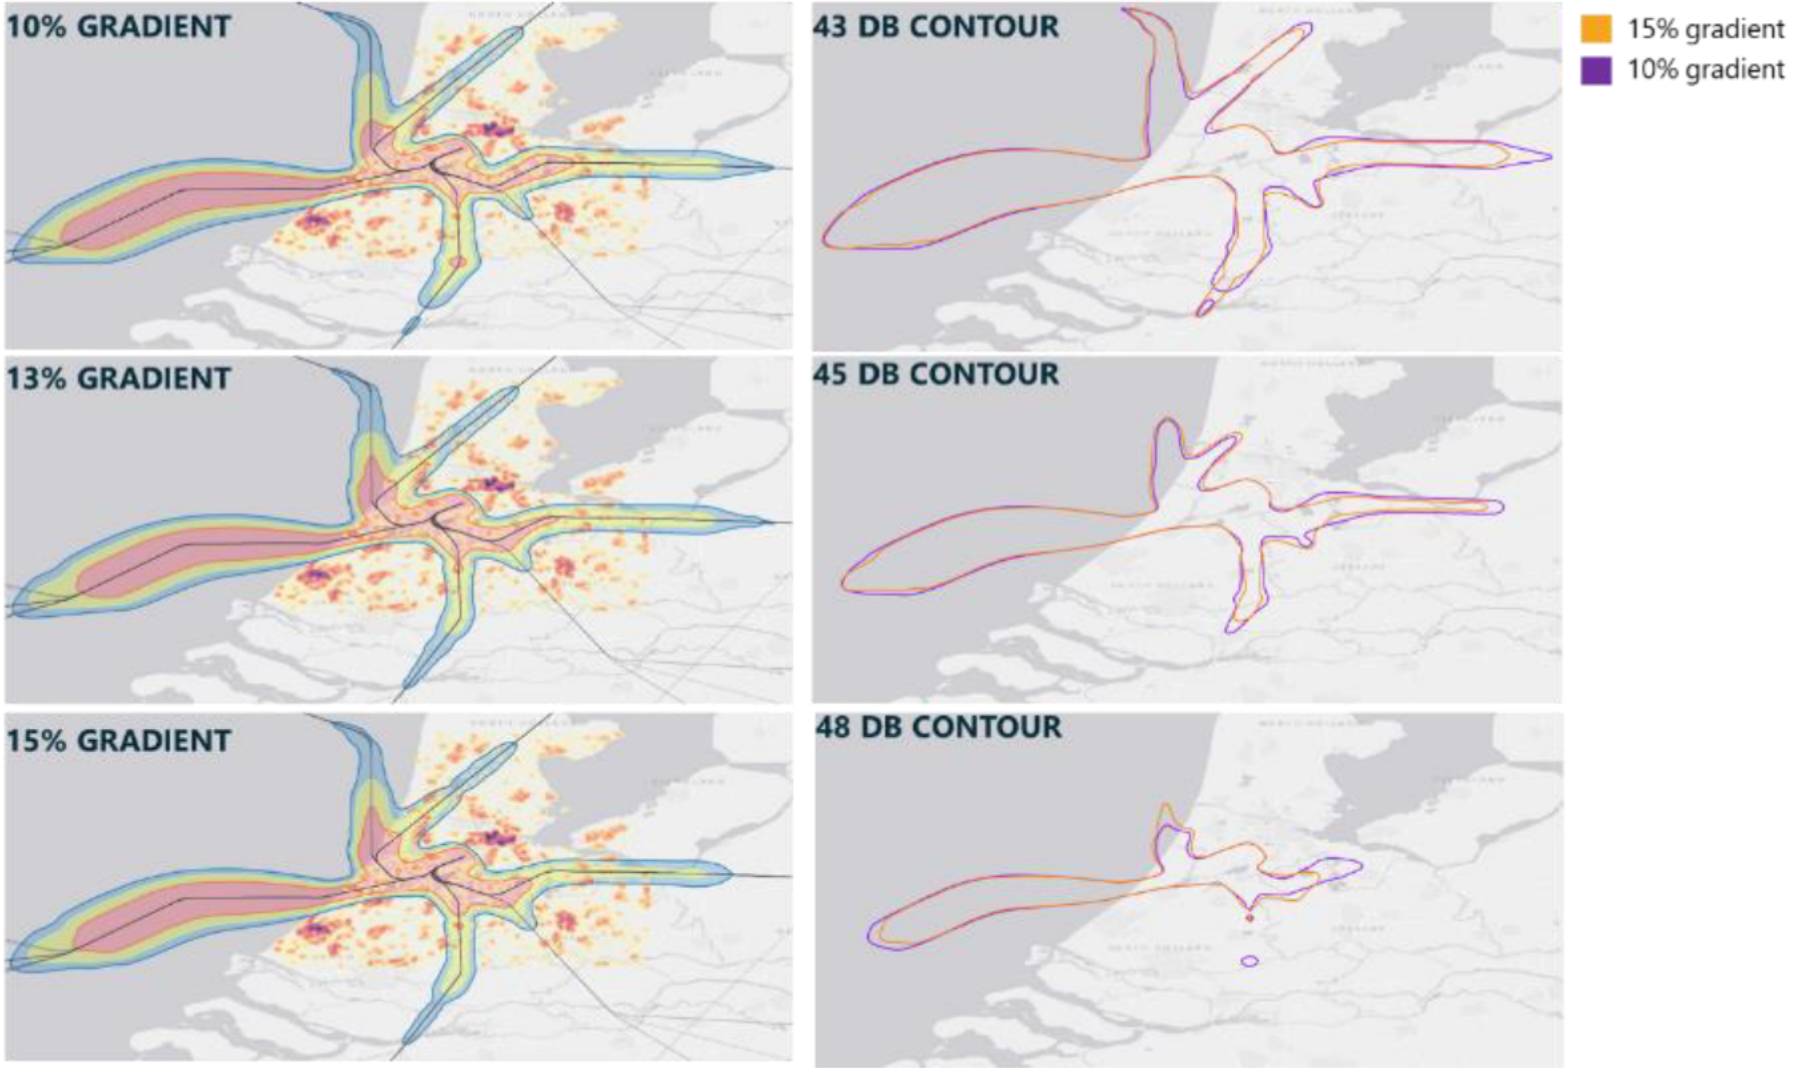 10% GRADIENT
43 DB CONTOUR
15% gradient
10% gradient
13% GRADIENT
45 DB CONTOUR
15% GRADIENT
48 DB CONTOUR